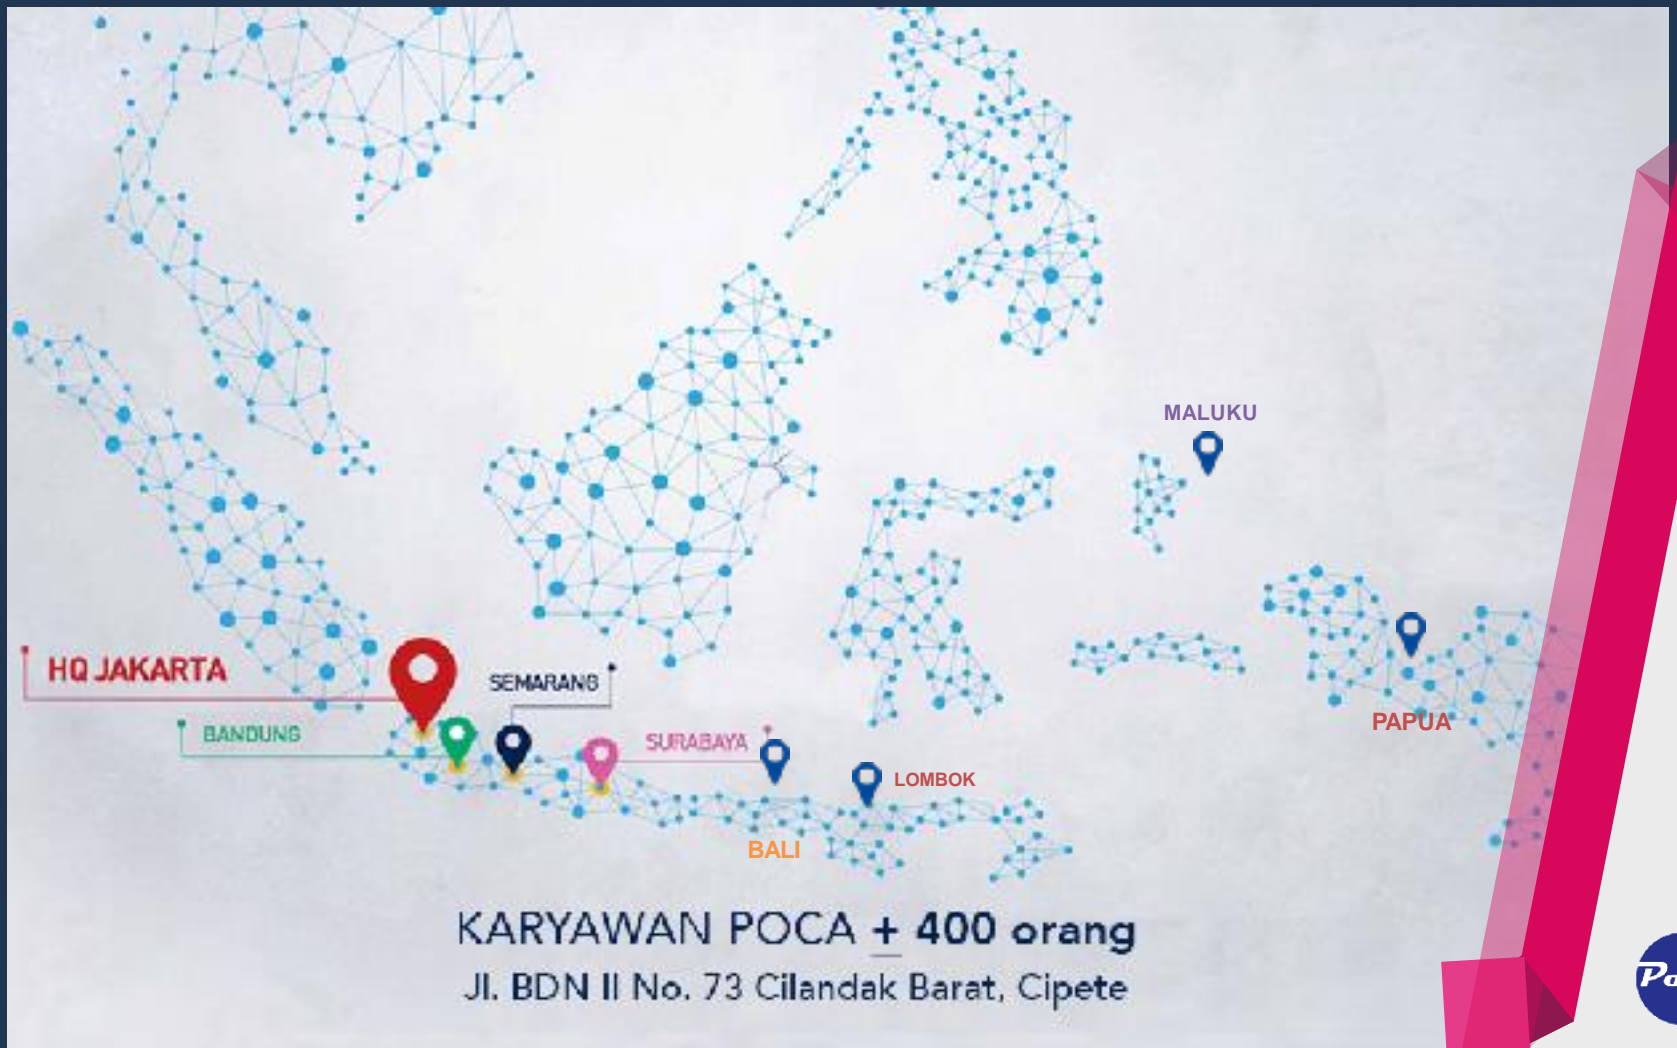 MALUKU
HQ JAKARTA
SEMARANG
BANDUNG
SURABAYA
PAPUA
LOMBOK
BALI
KARYAWAN POCA ± 400 orang
Jl. BDN II No. 73 Cilandak Barat, Cipete